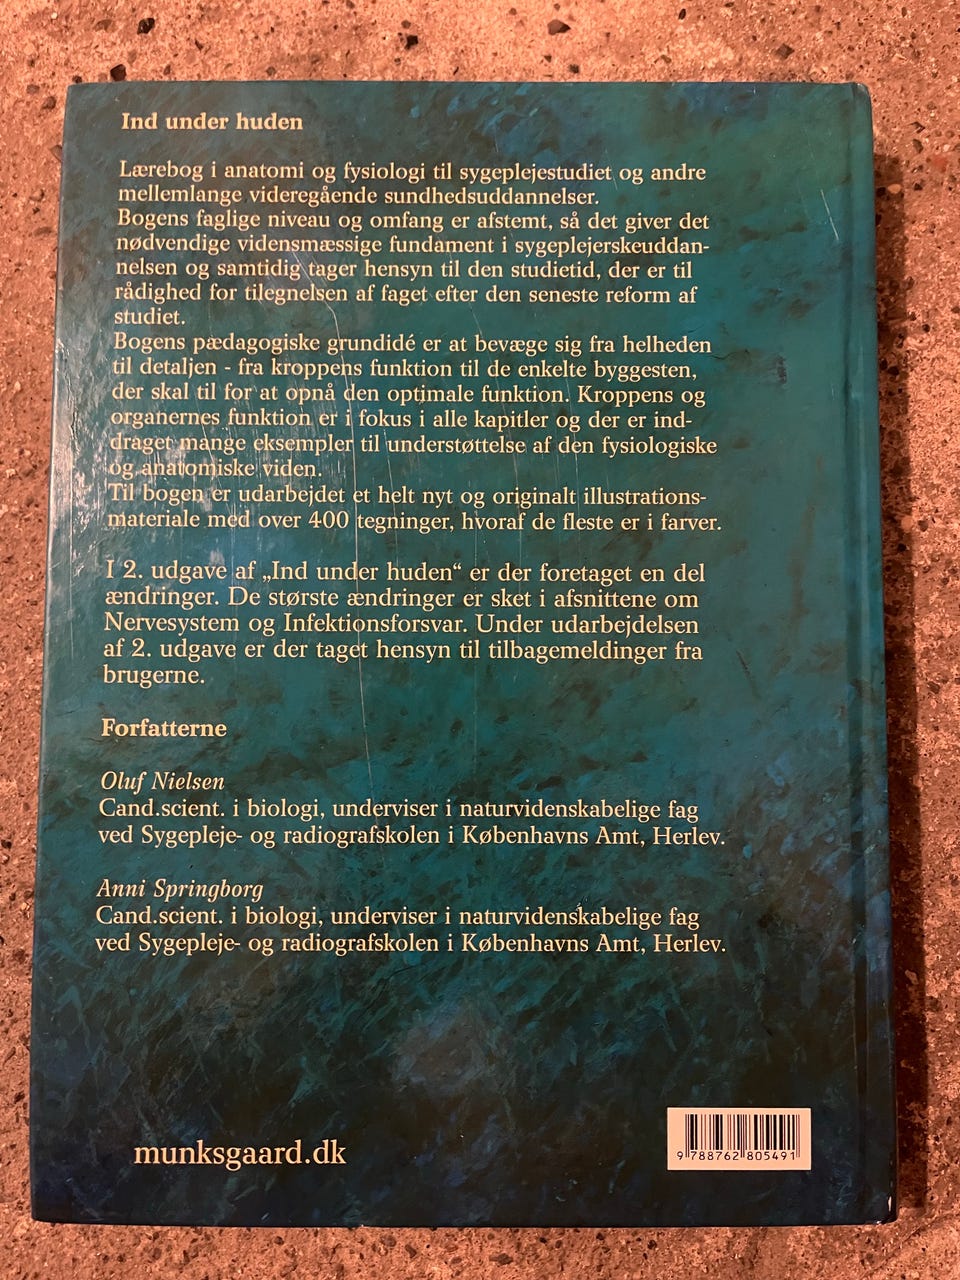 Ind under huden
Lærebog i anatomi og fysiologi til sygeplejestudiet og andre
mellemlange videregående sundhedsuddannelser.
Bogens faglige niveau og omfang er afstemt, så det giver det
nødvendige vidensmæssige fundament i sygeplejerskeuddan-
nelsen og samtidig tager hensyn til den studietid, der er til
rådighed for tilegnelsen af faget efter den seneste reform af
studiet.
Bogens pædagogiske grundidé er at bevæge sig fra helheden
til detaljen - fra kroppens funktion til de enkelte byggesten,
der skal til for at opnå den optimale funktion. Kroppens og
organernes funktion er i fokus i alle kapitler og der er ind-
draget mange eksempler til understøttelse af den fysiologiske
og anatomiske viden.
Til bogen er udarbejdet et helt nyt og originalt illustrations-
materiale med over 400 tegninger, hvoraf de fleste er i farver.
I 2. udgave af „Ind under huden“ er der foretaget en del
ændringer. De største ændringer er sket i afsnittene om
Nervesystem og Infektionsforsvar. Under udarbejdelsen
af 2. udgave er der taget hensyn til tilbagemeldinger fra
brugerne.
Forfatterne
Oluf Nielsen
Cand.scient. i biologi, underviser i naturvidenskabelige fag
ved Sygepleje- og radiografskolen i Københavns Amt, Herlev.
Anni Springborg
Cand.scient. i biologi, underviser i naturvidenskabelige fag
ved Sygepleje- og radiografskolen i Københavns Amt, Herlev.
munksgaard.dk
9 788762 805491